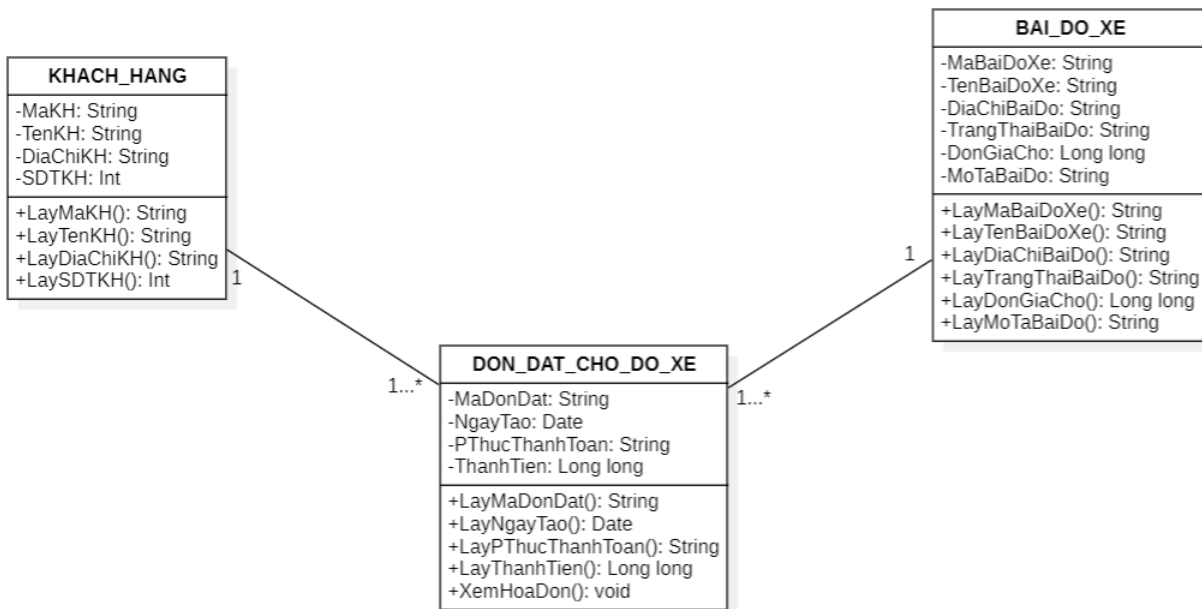 KHACH_HANG
-MaKH: String
-TenKH: String
-DiaChiKH: String
-SDTKH: Int
+LayMaKH(): String
+LayTenKH(): String
+LayDiaChiKH(): String
+LaySDTKH(): Int
1
1...*
BAI_DO_XE
-MaBaiDoXe: String
-TenBaiDoXe: String
-DiaChiBaiDo: String
-TrangThaiBaiDo: String
-DonGiaCho: Long long
-MoTaBaiDo: String
+LayMaBaiDoXe(): String
+LayTenBaiDoXe(): String
+LayDiaChiBaiDo(): String
+LayTrangThaiBaiDo(): String
+LayDonGiaCho(): Long long
+LayMoTaBaiDo(): String
1
1...*
DON_DAT_CHO_DO_XE
-MaDonDat: String
-NgayTao: Date
-PThucThanhToan: String
-ThanhTien: Long long
+LayMaDonDat(): String
+LayNgayTao(): Date
+LayPThucThanhToan(): String
+LayThanhTien(): Long long
+XemHoaDon(): void